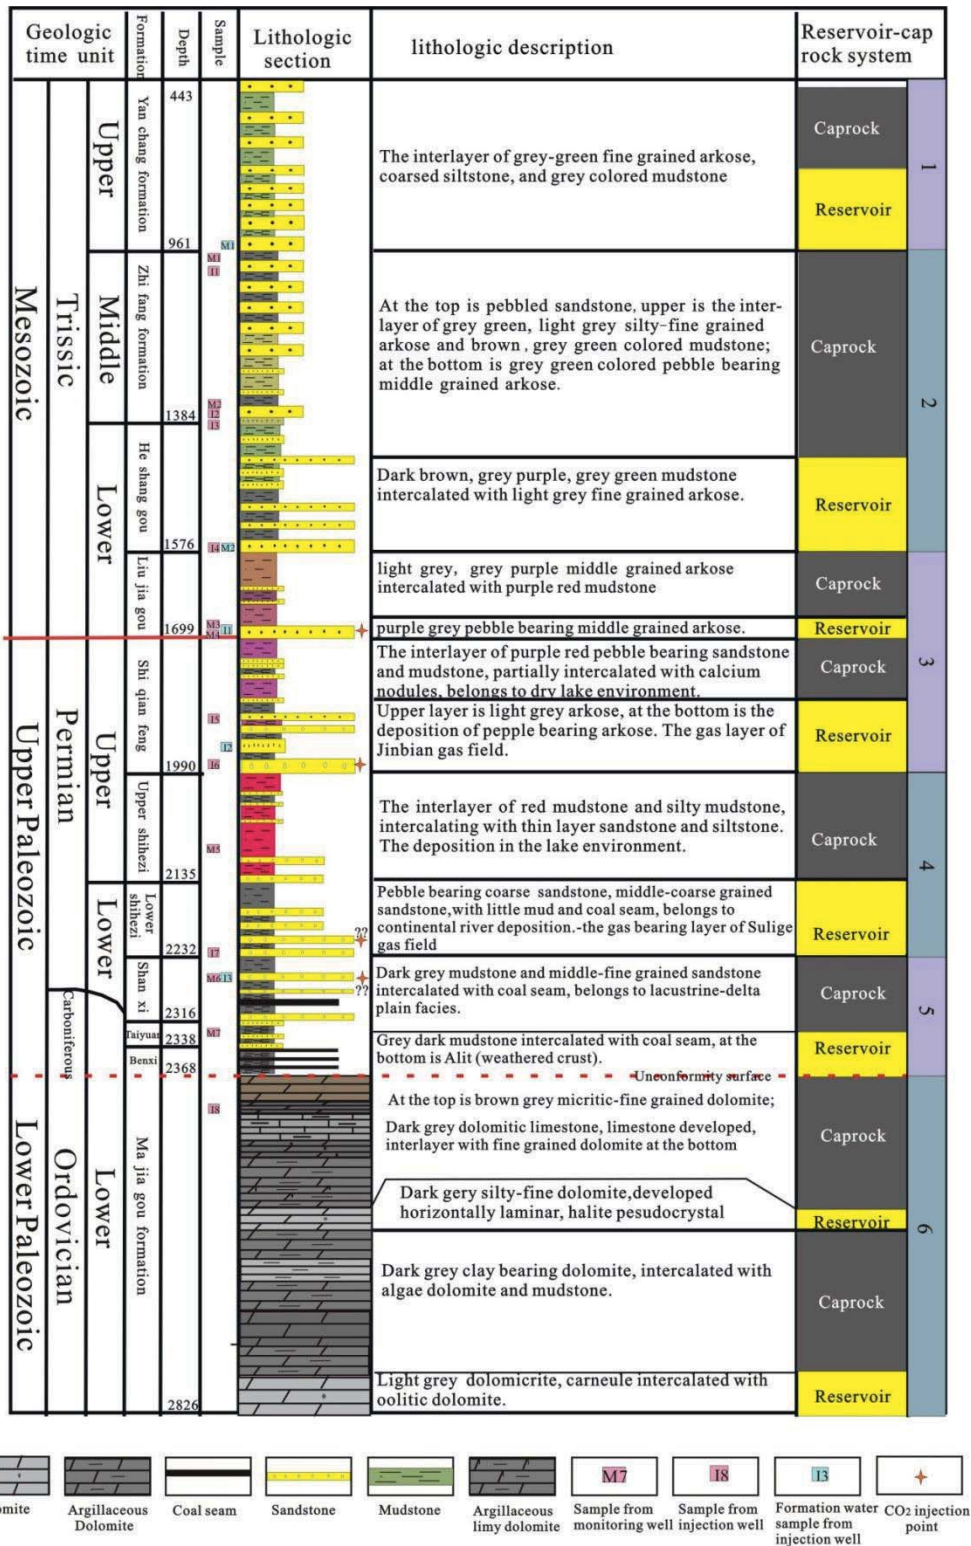 Geologic
time unit
Formation
Depth
Sample
Lithologic
section
lithologic description
Reservoir-cap
rock system
Mesozoic
Upper Paleozoic
Lower Paleozoic
Trissic
Permian
Carboniferous
Ordovician
Upper
Middle
Lower
Upper
Lower
Lower
Yan chang formation
Zhi fang formation
He shang gou
Liu jia gou
Shi qian feng
Upper shihezi
Lower
shihezi
Shan xi
Taiyuan
Benxi
Ma jia gou formation
443
961
1384
1576
1699
1990
2135
2232
2316
2338
2368
2826
M1
M1
I1
M2
I2
I3
I4 M2
M3 I1
I5
I2
I6
M5
I7
M6 I3
M7
I8
??
??
The interlayer of grey-green fine grained arkose,
coarsed siltstone, and grey colored mudstone
At the top is pebbled sandstone, upper is the inter-
layer of grey green, light grey silty-fine grained
arkose and brown , grey green colored mudstone;
at the bottom is grey green colored pebble bearing
middle grained arkose.
Dark brown, grey purple, grey green mudstone
intercalated with light grey fine grained arkose.
light grey, grey purple middle grained arkose
intercalated with purple red mudstone
purple grey pebble bearing middle grained arkose.
The interlayer of purple red pebble bearing sandstone
and mudstone, partially intercalated with calcium
nodules, belongs to dry lake environment.
Upper layer is light grey arkose, at the bottom is the
deposition of pepple bearing arkose. The gas layer of
Jinbian gas field.
The interlayer of red mudstone and silty mudstone,
intercalating with thin layer sandstone and siltstone.
The deposition in the lake environment.
Pebble bearing coarse sandstone, middle-coarse grained
sandstone,with little mud and coal seam, belongs to
continental river deposition.-the gas bearing layer of Sulige
gas field
Dark grey mudstone and middle-fine grained sandstone
intercalated with coal seam, belongs to lacustrine-delta
plain facies.
Grey dark mudstone intercalated with coal seam, at the
bottom is Alit (weathered crust).
Unconformity surface
At the top is brown grey micritic-fine grained dolomite;
Dark grey dolomitic limestone, limestone developed,
interlayer with fine grained dolomite at the bottom
Dark gery silty-fine dolomite,developed
horizontally laminar, halite pesudocrystal
Dark grey clay bearing dolomite, intercalated with
algae dolomite and mudstone.
Light grey dolomicrite, carneule intercalated with
oolitic dolomite.
Caprock
Reservoir
Caprock
Reservoir
Caprock
Reservoir
Caprock
Reservoir
Caprock
Reservoir
Caprock
Reservoir
Caprock
Reservoir
Caprock
Reservoir
1
2
3
4
5
6
M7
I8
I3
omite
Argillaceous
Dolomite
Coal seam
Sandstone
Mudstone
Argillaceous
limy dolomite
Sample from
monitoring well
Sample from
injection well
Formation water
sample from
injection well
CO2 injection
point